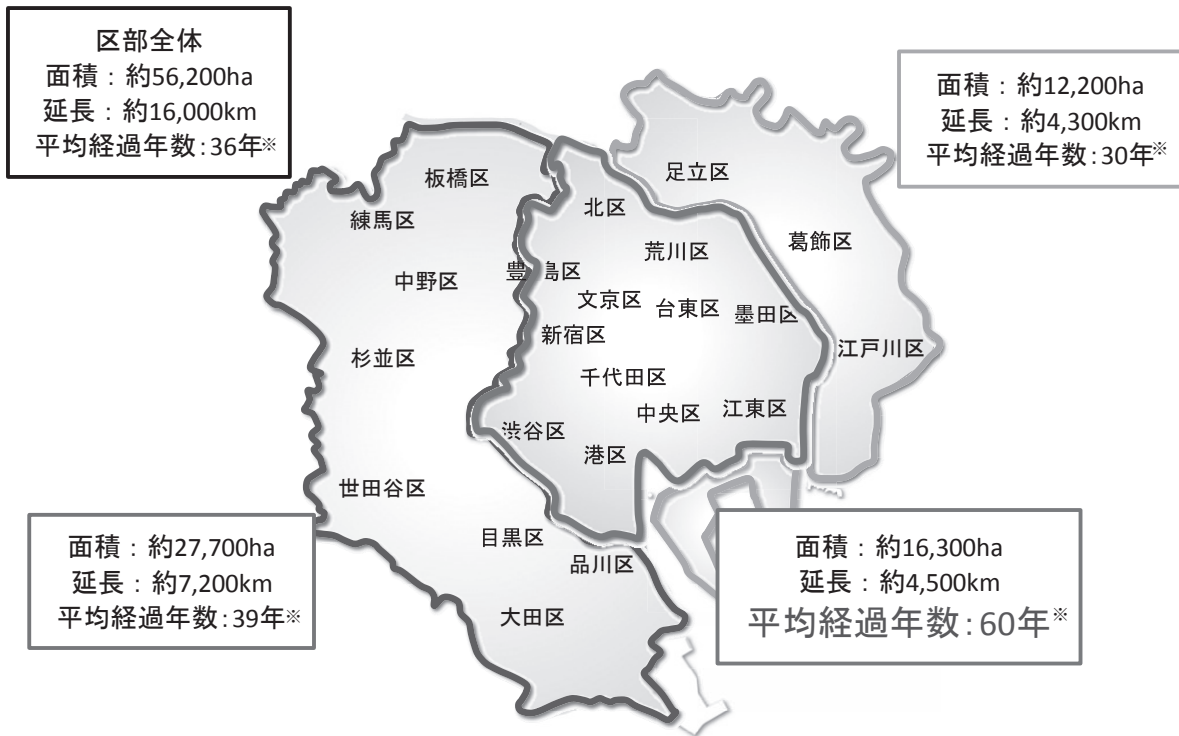 区部全体
面積：約56,200ha
延長：約16,000km
平均経過年数：36年※
面積：約12,200ha
延長：約4,300km
平均経過年数：30年※
板橋区
足立区
練馬区
北区
葛飾区
荒川区
中野区
豊島区
文京区
台東区
墨田区
新宿区
江戸川区
杉並区
千代田区
中央区
江東区
渋谷区
港区
世田谷区
目黒区
品川区
大田区
面積：約27,700ha
延長：約7,200km
平均経過年数：39年※
面積：約16,300ha
延長：約4,500km
平均経過年数：60年※